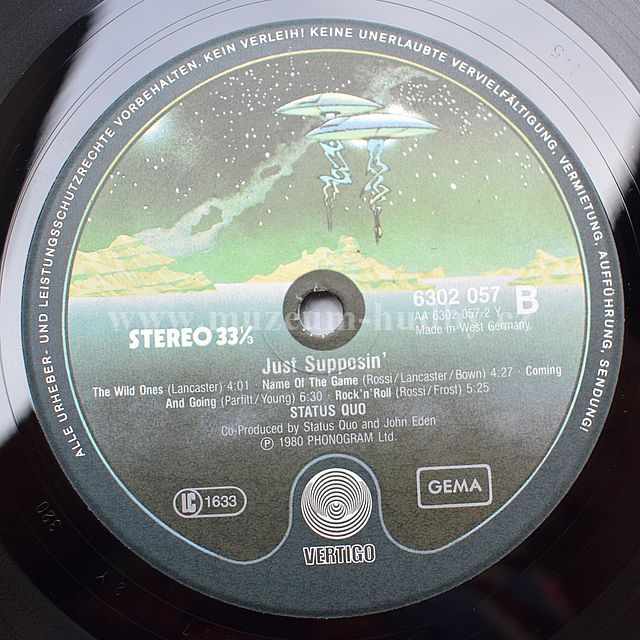 ALLE URHEBER- UND LEISTUNGSSCHUTZRECHTE VORBEHALTEN, KEIN VERLEIH! KEINE UNERLAUBTE VERVIELFÄLTIGUNG, VERMIETUNG, AUFFÜHRUNG, SENDUNG!
6302 057 B
AA 6302 057 2 Y
Made in West Germany
STEREO 33⅓
Just Supposin'
The Wild Ones (Lancaster) 4:01 · Name Of The Game (Rossi/Lancaster/Bown) 4:27 · Coming
And Going (Parfitt/Young) 6:30 · Rock'n'Roll (Rossi/Frost) 5:25
STATUS QUO
Co-Produced by Status Quo and John Eden
Ⓟ 1980 PHONOGRAM Ltd.
LC 1633
GEMA
VERTIGO
320
2 Y